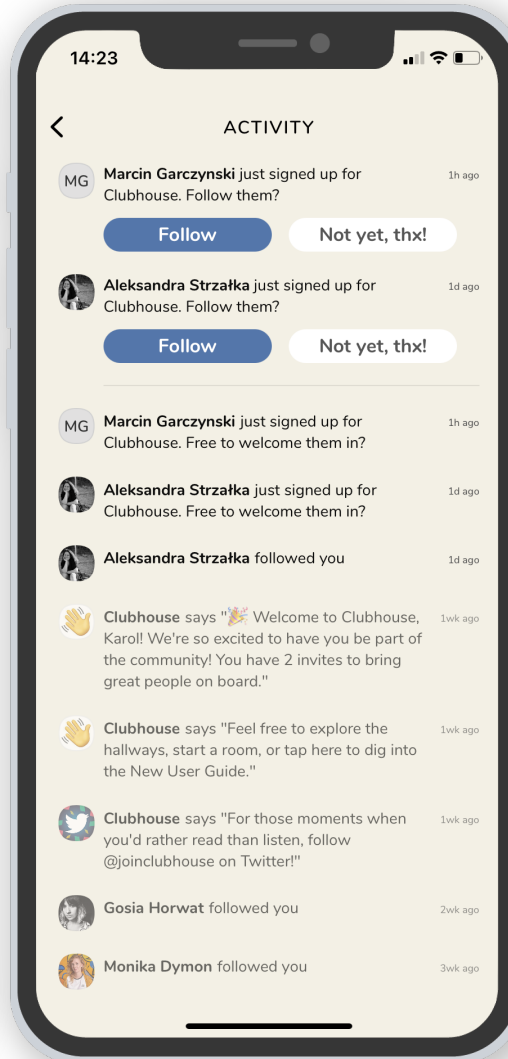 14:23
ACTIVITY
MG
Marcin Garczynski just signed up for
Clubhouse. Follow them?
1h ago
Follow
Not yet, thx!
Aleksandra Strzałka just signed up for
Clubhouse. Follow them?
1d ago
Follow
Not yet, thx!
MG
Marcin Garczynski just signed up for
Clubhouse. Free to welcome them in?
1h ago
Aleksandra Strzałka just signed up for
Clubhouse. Free to welcome them in?
1d ago
Aleksandra Strzałka followed you
1d ago
Clubhouse says "🎉 Welcome to Clubhouse,
Karol! We're so excited to have you be part of
the community! You have 2 invites to bring
great people on board."
1wk ago
Clubhouse says "Feel free to explore the
hallways, start a room, or tap here to dig into
the New User Guide."
1wk ago
Clubhouse says "For those moments when
you'd rather read than listen, follow
@joinclubhouse on Twitter!"
1wk ago
Gosia Horwat followed you
2wk ago
Monika Dymon followed you
3wk ago